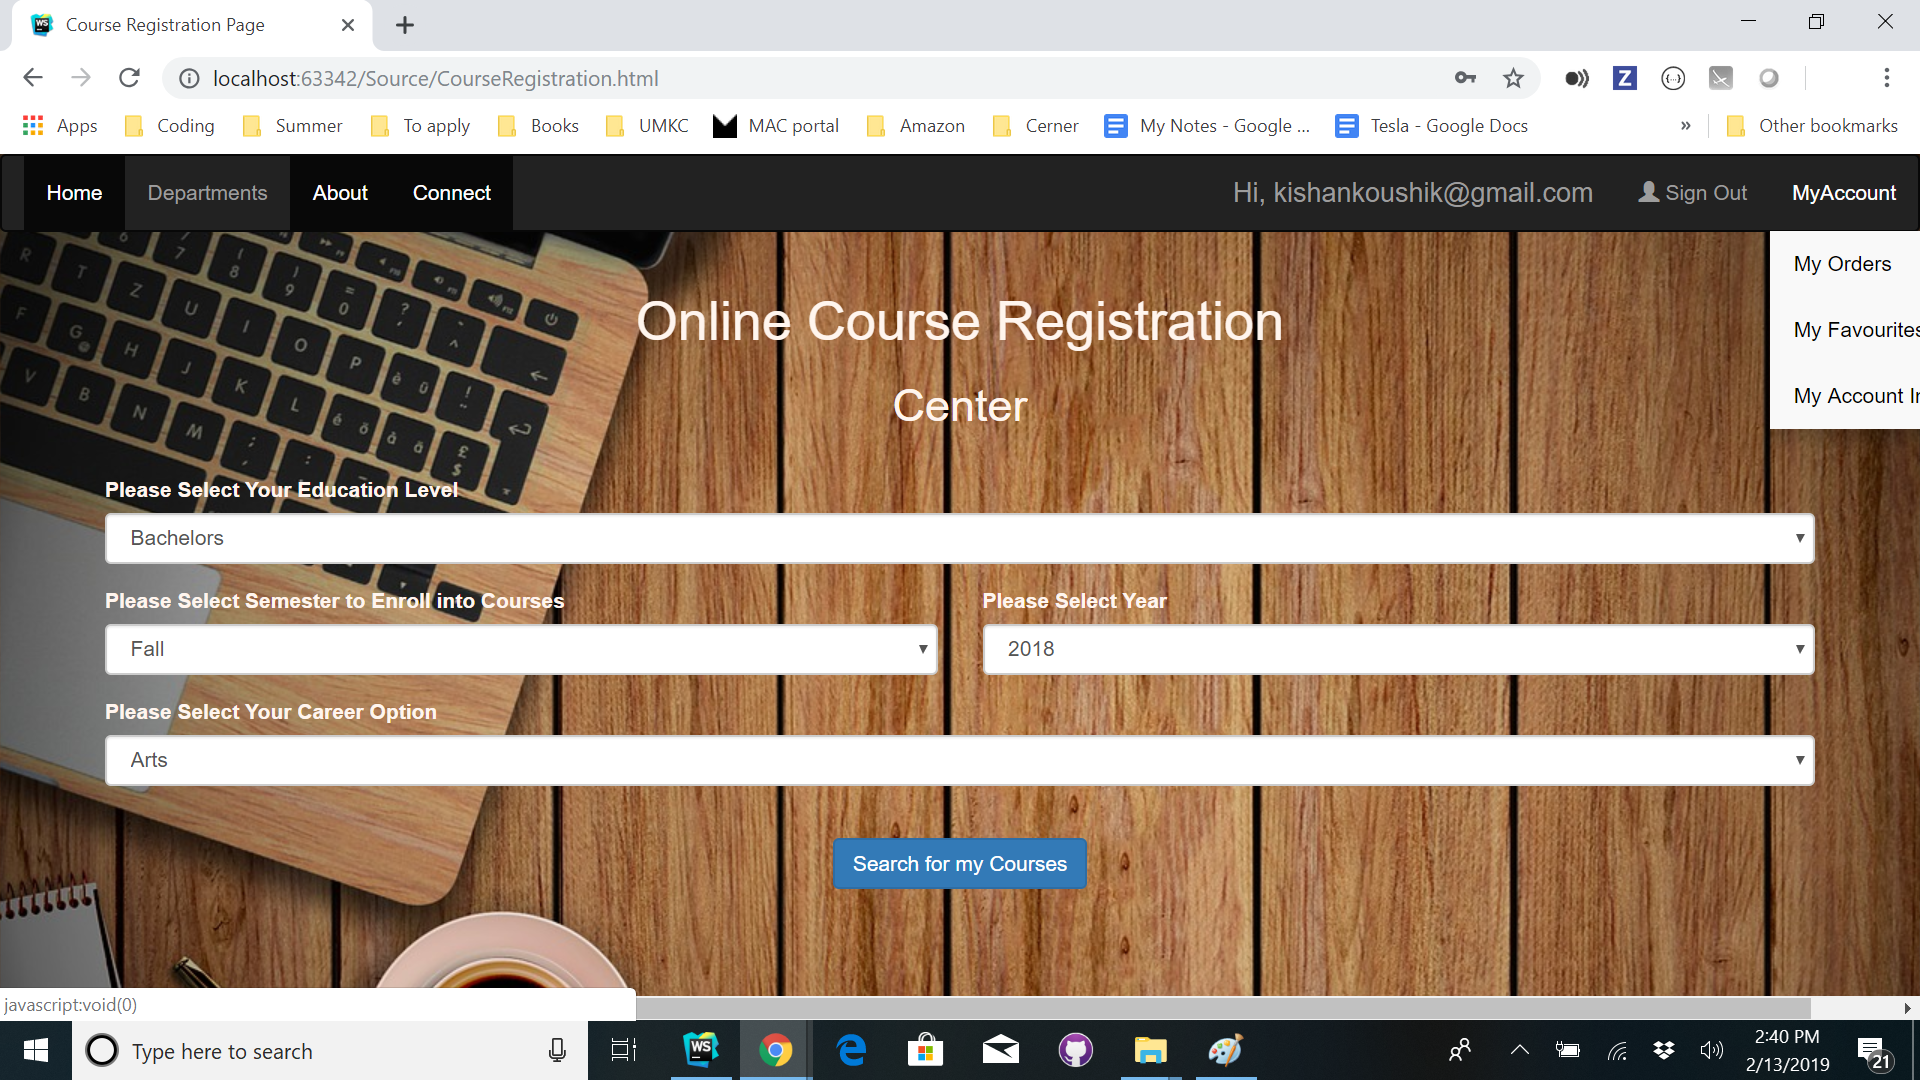 Course Registration Page
localhost:63342/Source/CourseRegistration.html
Apps Coding Summer To apply Books UMKC MAC portal Amazon Cerner My Notes - Google ... Tesla - Google Docs » Other bookmarks
Home Departments About Connect Hi, kishankoushik@gmail.com Sign Out MyAccount
My Orders
My Favourites
My Account In
Online Course Registration
Center
Please Select Your Education Level
Bachelors
Please Select Semester to Enroll into Courses Please Select Year
Fall 2018
Please Select Your Career Option
Arts
Search for my Courses
javascript:void(0)
Type here to search
WS
2:40 PM
2/13/2019
21